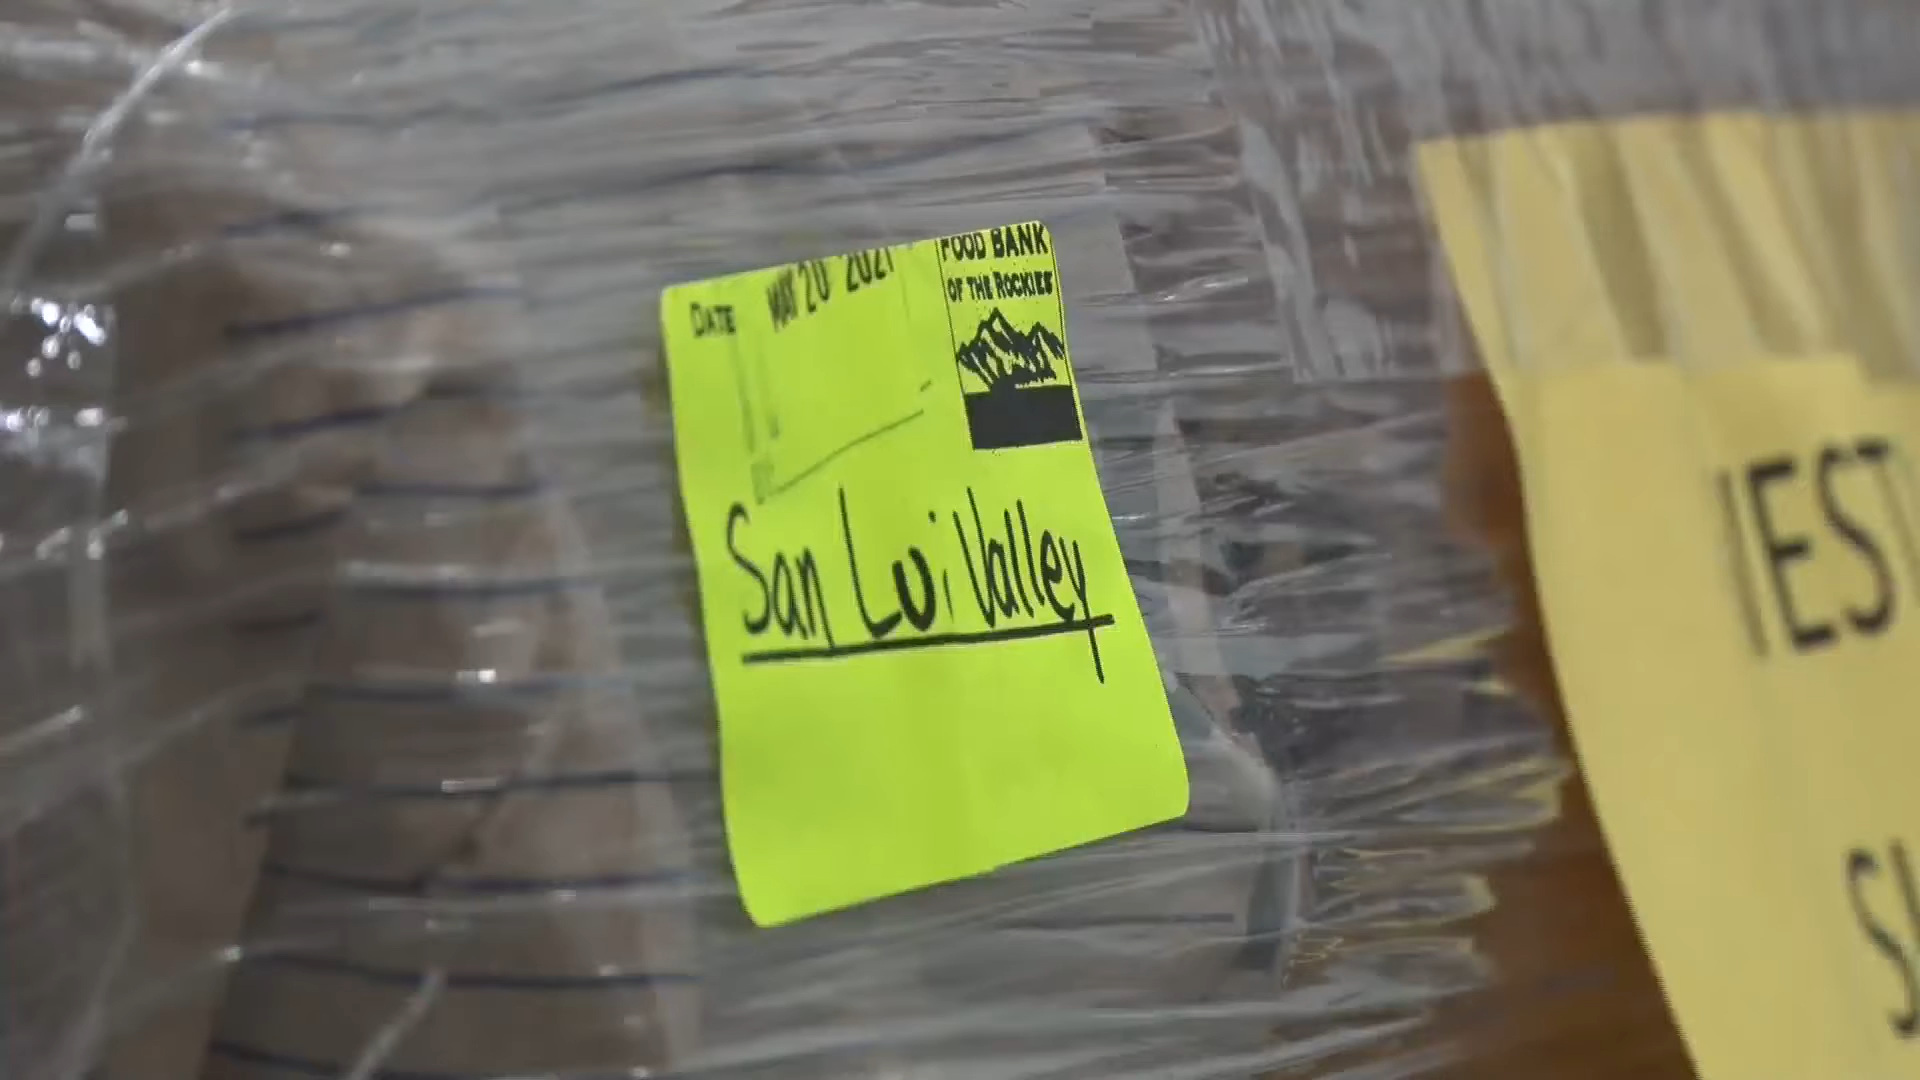 FOOD BANK
OF THE ROCKIES
DATE MAY 20 2021
San Lui Valley
IEST